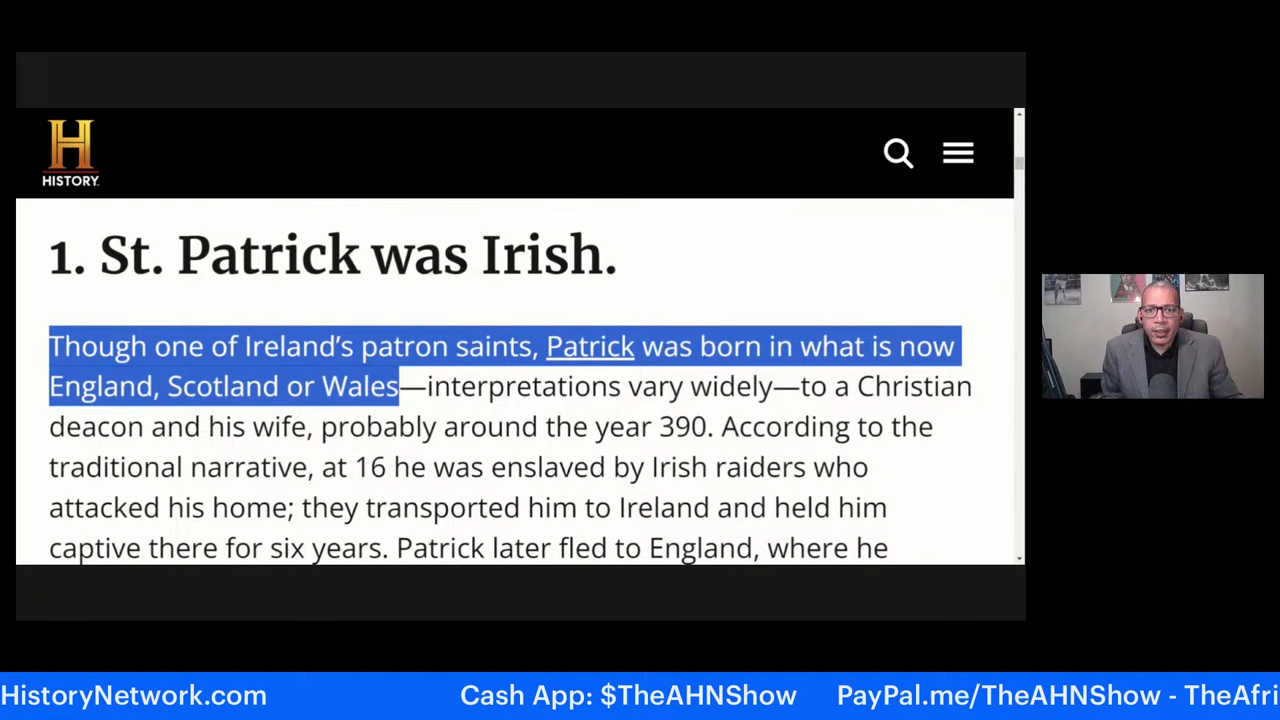 H
HISTORY
1. St. Patrick was Irish.
Though one of Ireland’s patron saints, Patrick was born in what is now
England, Scotland or Wales—interpretations vary widely—to a Christian
deacon and his wife, probably around the year 390. According to the
traditional narrative, at 16 he was enslaved by Irish raiders who
attacked his home; they transported him to Ireland and held him
captive there for six years. Patrick later fled to England, where he
HistoryNetwork.com Cash App: $TheAHNShow PayPal.me/TheAHNShow - TheAfri